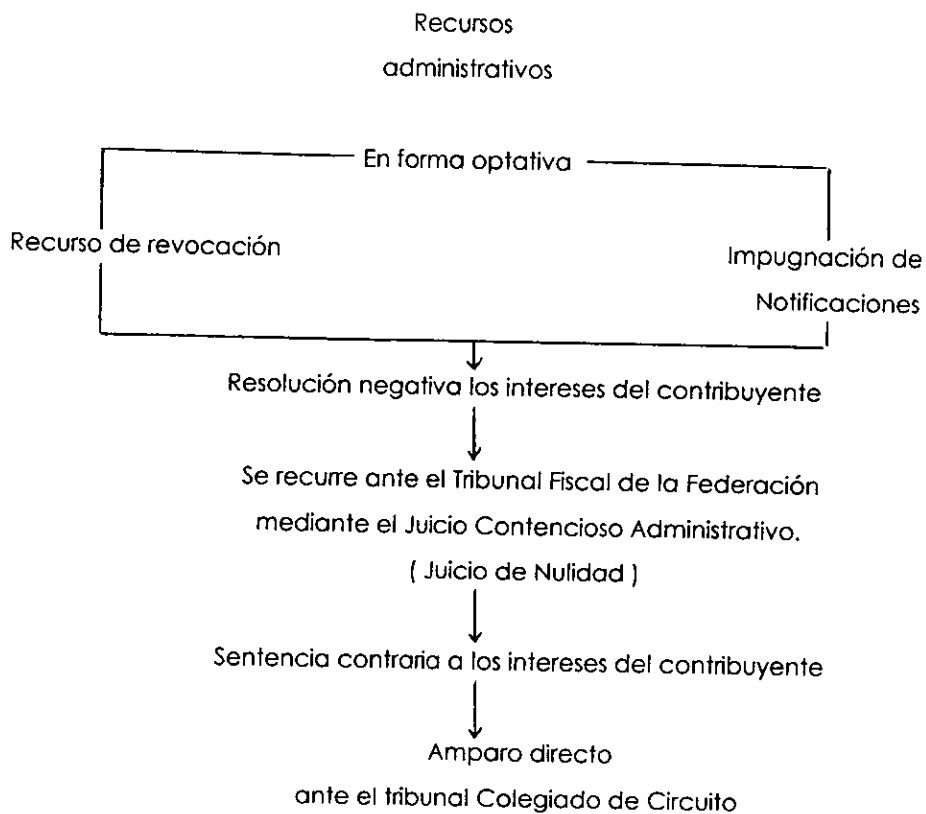 Recursos
administrativos
En forma optativa
Recurso de revocación
Impugnación de
Notificaciones
Resolución negativa los intereses del contribuyente
Se recurre ante el Tribunal Fiscal de la Federación
mediante el Juicio Contencioso Administrativo.
( Juicio de Nulidad )
Sentencia contraria a los intereses del contribuyente
Amparo directo
ante el tribunal Colegiado de Circuito